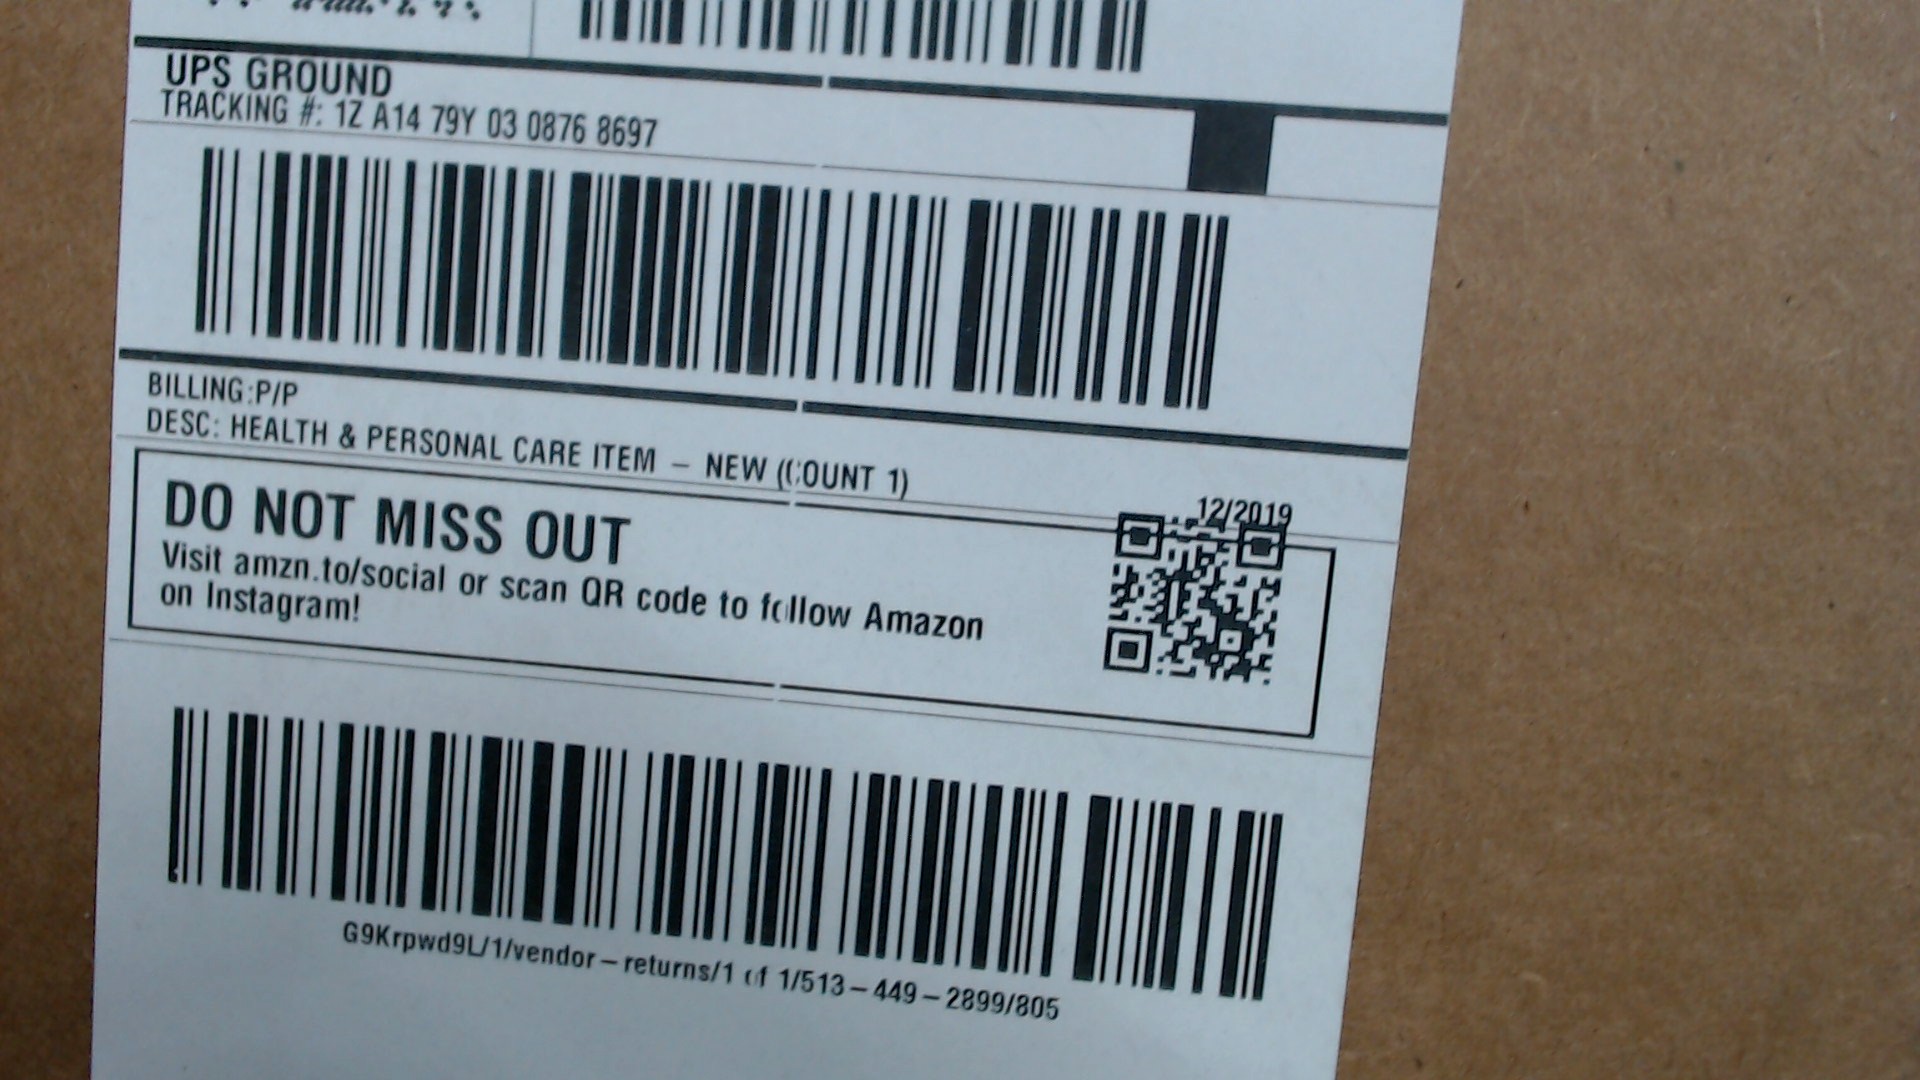 UPS GROUND
TRACKING #: 1Z A14 79Y 03 0876 8697
BILLING:P/P
DESC: HEALTH & PERSONAL CARE ITEM – NEW (COUNT 1)
12/2019
DO NOT MISS OUT
Visit amzn.to/social or scan QR code to follow Amazon
on Instagram!
G9Krpwd9L/1/vendor-returns/1 of 1/513-449-2899/805